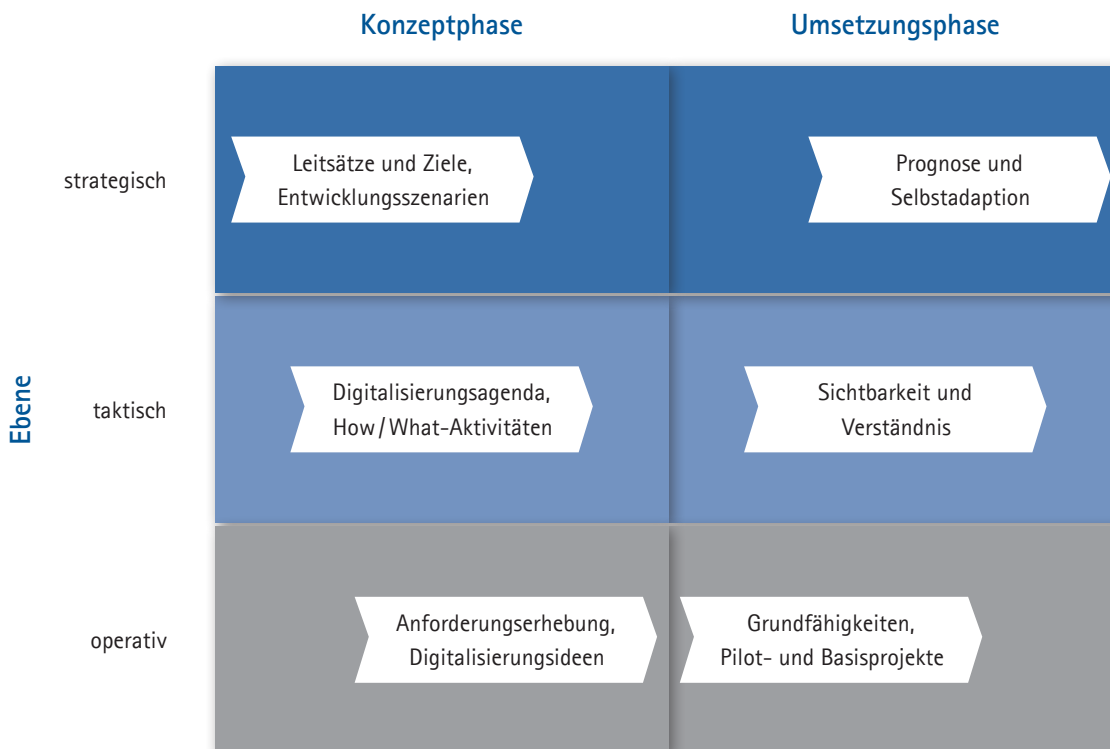 Konzeptphase
Umsetzungsphase
Ebene
strategisch
Leitsätze und Ziele,
Entwicklungsszenarien
Prognose und
Selbstadaption
taktisch
Digitalisierungsagenda,
How / What-Aktivitäten
Sichtbarkeit und
Verständnis
operativ
Anforderungserhebung,
Digitalisierungsideen
Grundfähigkeiten,
Pilot- und Basisprojekte